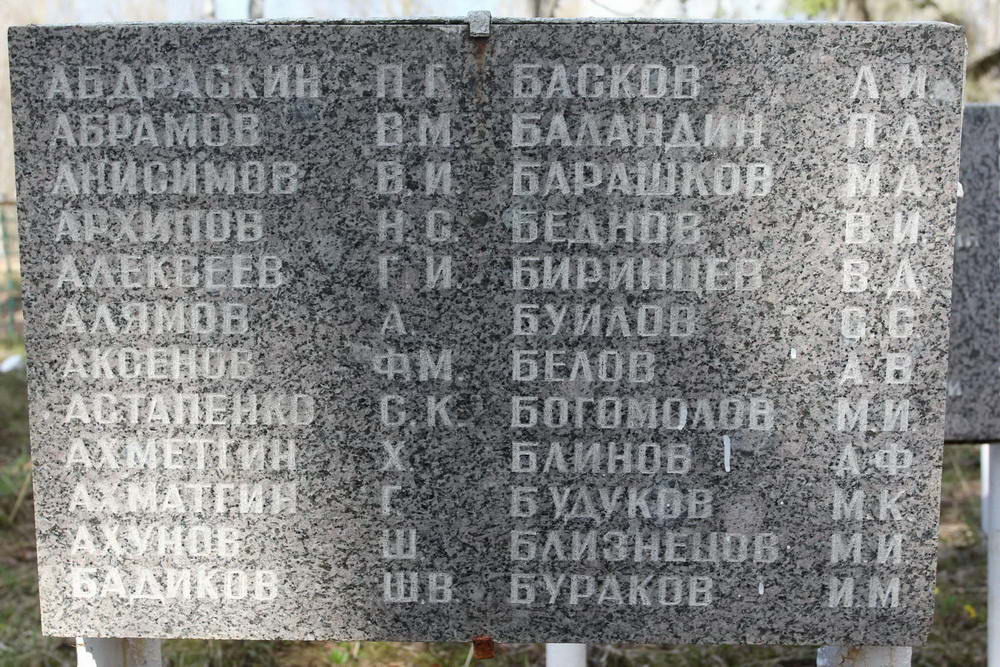 АБДРАСКИН П.Г.
АБРАМОВ В.М.
АНИСИМОВ В.И.
АРХИПОВ Н.С.
АЛЕКСЕЕВ Г.И.
АЛЯМОВ А.
АКСЕНОВ Ф.М.
АСТАПЕНКО С.К.
АХМЕТГИН Х.
АХМАТГИН Г.
АХУНОВ Ш.
БАДИКОВ Ш.В.
БАСКОВ Л.И.
БАЛАНДИН П.А.
БАРАШКОВ М.А.
БЕДНОВ В.И.
БИРИНЦЕВ В.Д.
БУИЛОВ С.С.
БЕЛОВ А.В.
БОГОМОЛОВ М.И.
БЛИНОВ А.Ф.
БУДУКОВ М.К.
БЛИЗНЕЦОВ М.И.
БУРАКОВ И.М.